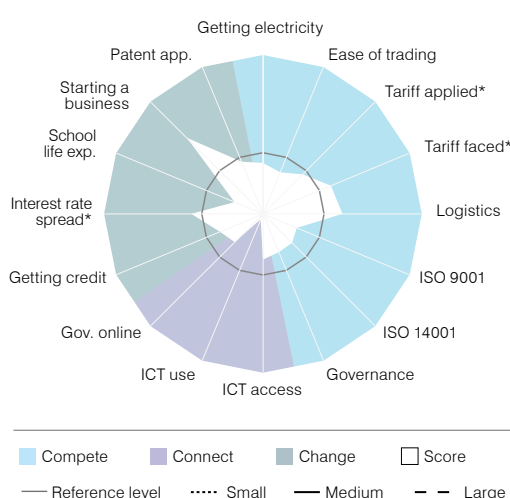 Getting electricity
Patent app.
Ease of trading
Starting a
business
Tariff applied*
School
life exp.
Tariff faced*
Interest rate
spread*
Logistics
Getting credit
ISO 9001
Gov. online
ISO 14001
ICT use
Governance
ICT access
Compete Connect Change Score
Reference level Small Medium Large